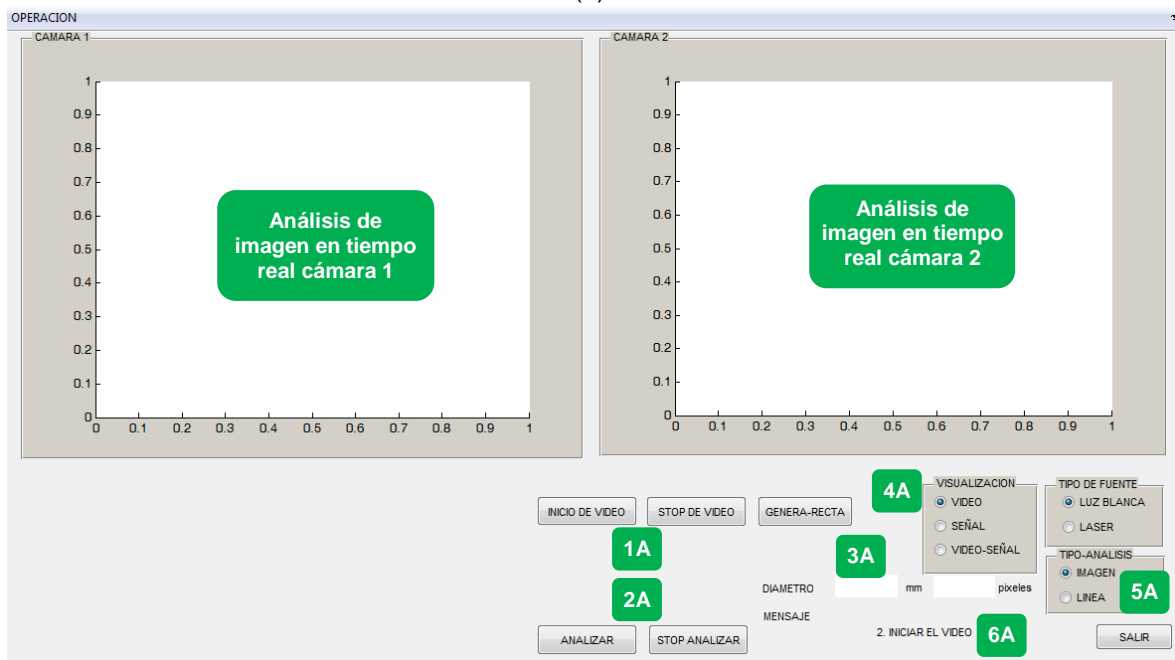 OPERACION
CAMARA 1
1
0.9
0.8
0.7
0.6
0.5
0.4
0.3
0.2
0.1
0
0 0.1 0.2 0.3 0.4 0.5 0.6 0.7 0.8 0.9 1
Análisis de
imagen en tiempo
real cámara 1
CAMARA 2
1
0.9
0.8
0.7
0.6
0.5
0.4
0.3
0.2
0.1
0
0 0.1 0.2 0.3 0.4 0.5 0.6 0.7 0.8 0.9 1
Análisis de
imagen en tiempo
real cámara 2
INICIO DE VIDEO STOP DE VIDEO GENERA-RECTA
1A
2A
ANALIZAR STOP ANALIZAR
3A
DIAMETRO mm pixeles
MENSAJE
2. INICIAR EL VIDEO 6A
4A
VISUALIZACION
VIDEO
SEÑAL
VIDEO-SEÑAL
TIPO DE FUENTE
LUZ BLANCA
LASER
TIPO-ANALISIS
IMAGEN
LINEA 5A
SALIR